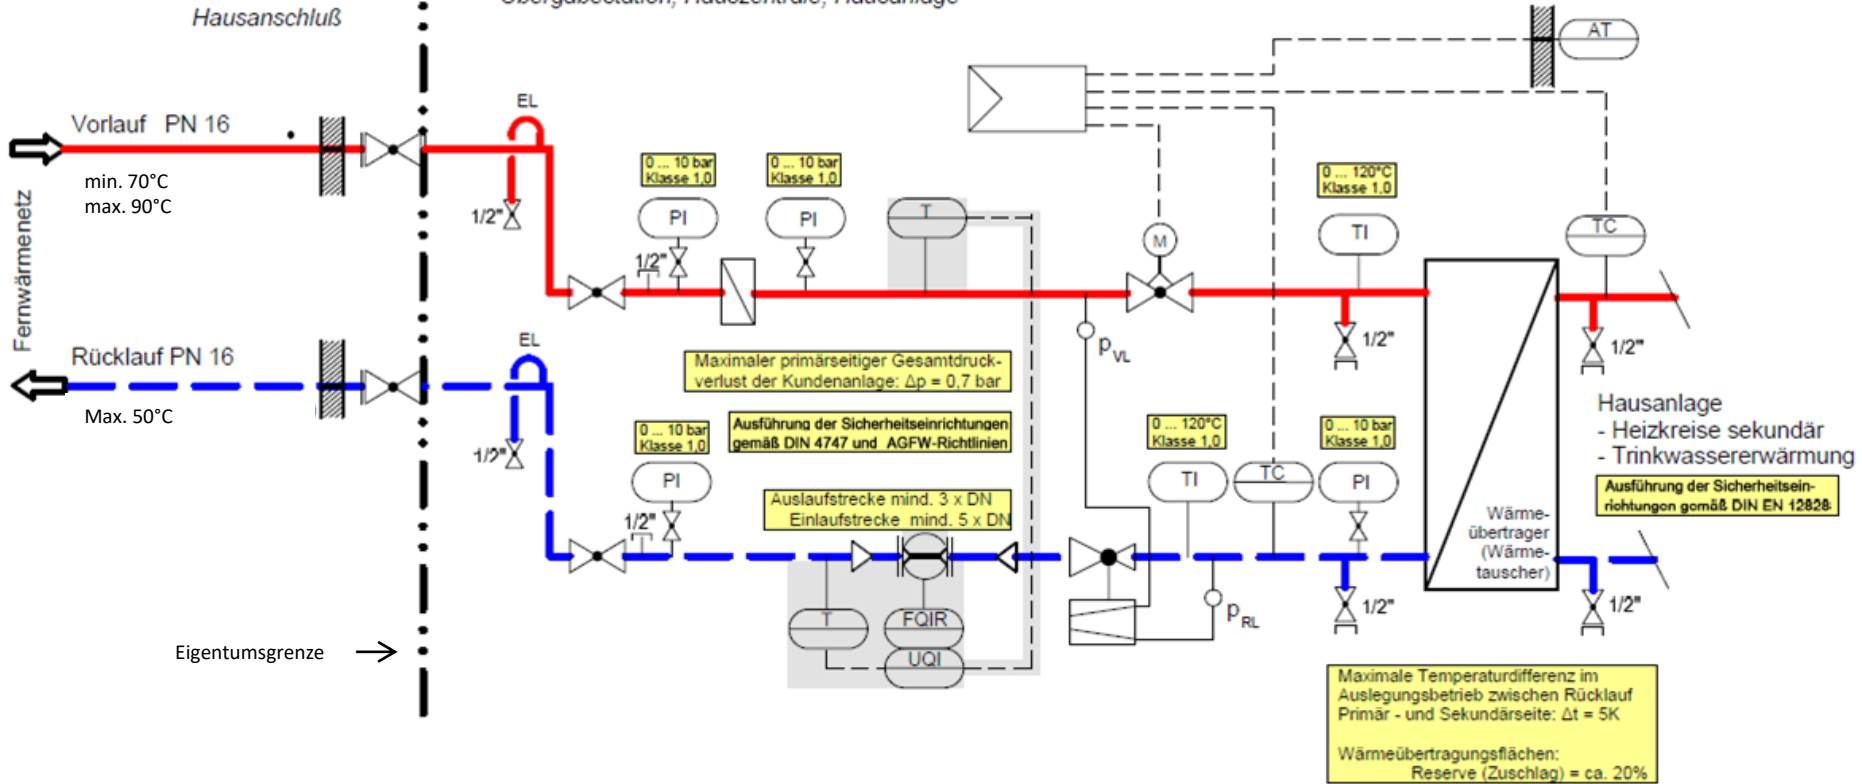 Hausanschluß
Übergabestation, Hauszentrale, Hausanlage
AT
EL
Vorlauf PN 16
min. 70°C
max. 90°C
1/2"
0 ... 10 bar
Klasse 1,0
0 ... 10 bar
Klasse 1,0
0 ... 120°C
Klasse 1,0
PI
PI
T
M
TI
TC
1/2"
Fernwärmenetz
EL
Rücklauf PN 16
Max. 50°C
1/2"
Maximaler primärseitiger Gesamtdruck-
verlust der Kundenanlage: Δp = 0,7 bar
pVL
1/2"
1/2"
Hausanlage
- Heizkreise sekundär
- Trinkwassererwärmung
0 ... 10 bar
Klasse 1,0
Ausführung der Sicherheitseinrichtungen
gemäß DIN 4747 und AGFW-Richtlinien
0 ... 120°C
Klasse 1,0
0 ... 10 bar
Klasse 1,0
PI
TI
TC
PI
Ausführung der Sicherheitsein-
richtungen gemäß DIN EN 12828
Auslaufstrecke mind. 3 x DN
Einlaufstrecke mind. 5 x DN
1/2"
Wärme-
übertrager
(Wärme-
tauscher)
T
FQIR
UQI
pRL
1/2"
1/2"
Eigentumsgrenze
Maximale Temperaturdifferenz im
Auslegungsbetrieb zwischen Rücklauf
Primär - und Sekundärseite: Δt = 5K
Wärmeübertragungsflächen:
Reserve (Zuschlag) = ca. 20%